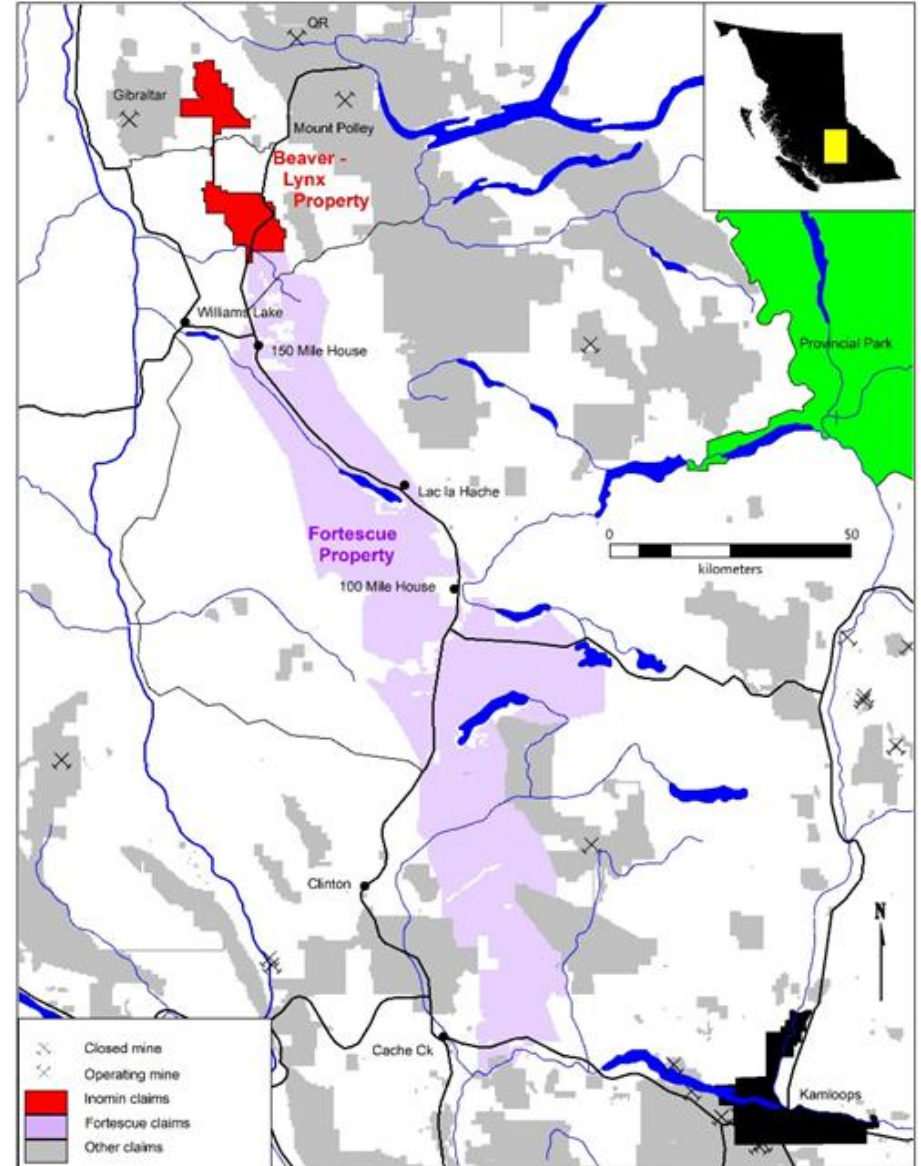 QR
Gibraltar
Mount Polley
Beaver -
Lynx
Property
Williams Lake
150 Mile House
Provincial Park
Lac la Hache
Fortescue
Property
0 50
kilometers
100 Mile House
Clinton
N
Cache Ck
Kamloops
Closed mine
Operating mine
Inomin claims
Fortescue claims
Other claims